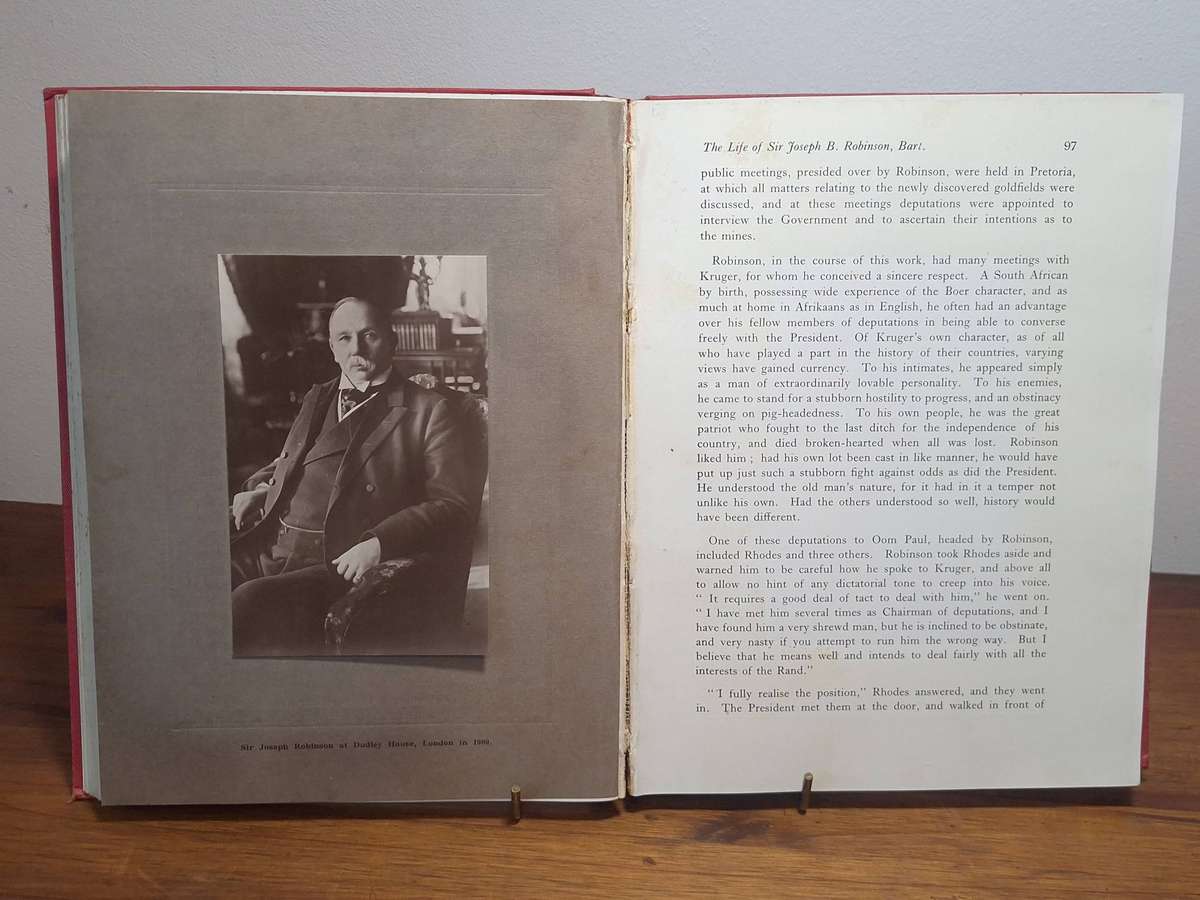 Sir Joseph Robinson at Dudley House, London in 1909.
The Life of Sir Joseph B. Robinson, Bart. 97
public meetings, presided over by Robinson, were held in Pretoria,
at which all matters relating to the newly discovered goldfields were
discussed, and at these meetings deputations were appointed to
interview the Government and to ascertain their intentions as to
the mines.
Robinson, in the course of this work, had many meetings with
Kruger, for whom he conceived a sincere respect. A South African
by birth, possessing wide experience of the Boer character, and as
much at home in Afrikaans as in English, he often had an advantage
over his fellow members of deputations in being able to converse
freely with the President. Of Kruger's own character, as of all
who have played a part in the history of their countries, varying
views have gained currency. To his intimates, he appeared simply
as a man of extraordinarily lovable personality. To his enemies,
he came to stand for a stubborn hostility to progress, and an obstinacy
verging on pig-headedness. To his own people, he was the great
patriot who fought to the last ditch for the independence of his
country, and died broken-hearted when all was lost. Robinson
liked him ; had his own lot been cast in like manner, he would have
put up just such a stubborn fight against odds as did the President.
He understood the old man's nature, for it had in it a temper not
unlike his own. Had the others understood so well, history would
have been different.
One of these deputations to Oom Paul, headed by Robinson,
included Rhodes and three others. Robinson took Rhodes aside and
warned him to be careful how he spoke to Kruger, and above all
to allow no hint of any dictatorial tone to creep into his voice.
" It requires a good deal of tact to deal with him," he went on.
" I have met him several times as Chairman of deputations, and I
have found him a very shrewd man, but he is inclined to be obstinate,
and very nasty if you attempt to run him the wrong way. But I
believe that he means well and intends to deal fairly with all the
interests of the Rand."
" 'I fully realise the position," Rhodes answered, and they went
in. The President met them at the door, and walked in front of